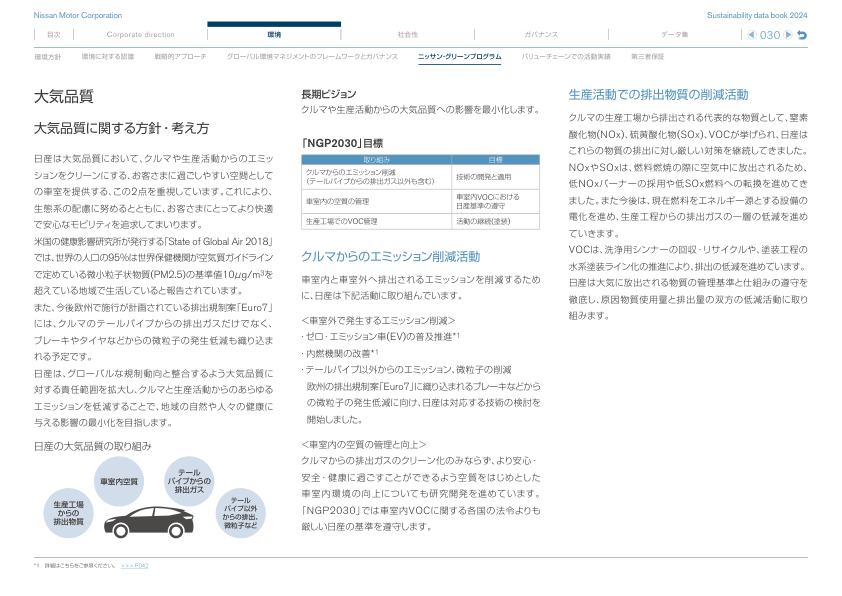 Nissan Motor Corporation
Sustainability data book 2024
目次
Corporate direction
環境
社会性
ガバナンス
データ集
030
環境方針
環境に対する認識
戦略的アプローチ
グローバル環境マネジメントのフレームワークとガバナンス
ニッサン・グリーンプログラム
バリューチェーンでの活動実績
第三者保証
大気品質
大気品質に関する方針・考え方
日産は大気品質において、クルマや生産活動からのエミッ
ションをクリーンにする、お客さまに過ごしやすい空間として
の車室を提供する、この2点を重視しています。これにより、
生態系の配慮に努めるとともに、お客さまにとってより快適
で安心なモビリティを追求してまいります。
米国の健康影響研究所が発行する「State of Global Air 2018」
では、世界の人口の95%は世界保健機関が空気質ガイドライン
で定めている微小粒子状物質(PM2.5)の基準値10μg/m³を
超えている地域で生活していると報告されています。
また、今後欧州で施行が計画されている排出規制案「Euro7」
には、クルマのテールパイプからの排出ガスだけでなく、
ブレーキやタイヤなどからの微粒子の発生低減も織り込ま
れる予定です。
日産は、グローバルな規制動向と整合するよう大気品質に
対する責任範囲を拡大し、クルマと生産活動からのあらゆる
エミッションを低減することで、地域の自然や人々の健康に
与える影響の最小化を目指します。
日産の大気品質の取り組み
生産工場
からの
排出物質
車室内空質
テール
パイプからの
排出ガス
テール
パイプ以外
からの排出、
微粒子など
長期ビジョン
クルマや生産活動からの大気品質への影響を最小化します。
「NGP2030」目標
取り組み
目標
クルマからのエミッション削減
(テールパイプからの排出ガス以外も含む)
技術の開発と適用
車室内の空質の管理
車室内VOCにおける
日産基準の遵守
生産工場でのVOC管理
活動の継続(塗装)
クルマからのエミッション削減活動
車室内と車室外へ排出されるエミッションを削減するため
に、日産は下記活動に取り組んでいます。
＜車室外で発生するエミッション削減＞
・ゼロ・エミッション車(EV)の普及推進*1
・内燃機関の改善*1
・テールパイプ以外からのエミッション、微粒子の削減
欧州の排出規制案「Euro7」に織り込まれるブレーキなどから
の微粒子の発生低減に向け、日産は対応する技術の検討を
開始しました。
＜車室内の空質の管理と向上＞
クルマからの排出ガスのクリーン化のみならず、より安心・
安全・健康に過ごすことができるよう空質をはじめとした
車室内環境の向上についても研究開発を進めています。
「NGP2030」では車室内VOCに関する各国の法令よりも
厳しい日産の基準を遵守します。
生産活動での排出物質の削減活動
クルマの生産工場から排出される代表的な物質として、窒素
酸化物(NOx)、硫黄酸化物(SOx)、VOCが挙げられ、日産は
これらの物質の排出に対し厳しい対策を継続してきました。
NOxやSOxは、燃料燃焼の際に空気中に放出されるため、
低NOxバーナーの採用や低SOx燃料への転換を進めてき
ました。また今後は、現在燃料をエネルギー源とする設備の
電化を進め、生産工程からの排出ガスの一層の低減を進め
ていきます。
VOCは、洗浄用シンナーの回収・リサイクルや、塗装工程の
水系塗装ライン化の推進により、排出の低減を進めています。
日産は大気に放出される物質の管理基準と仕組みの遵守を
徹底し、原因物質使用量と排出量の双方の低減活動に取り
組みます。
*1 詳細はこちらをご参照ください。 >>> P042